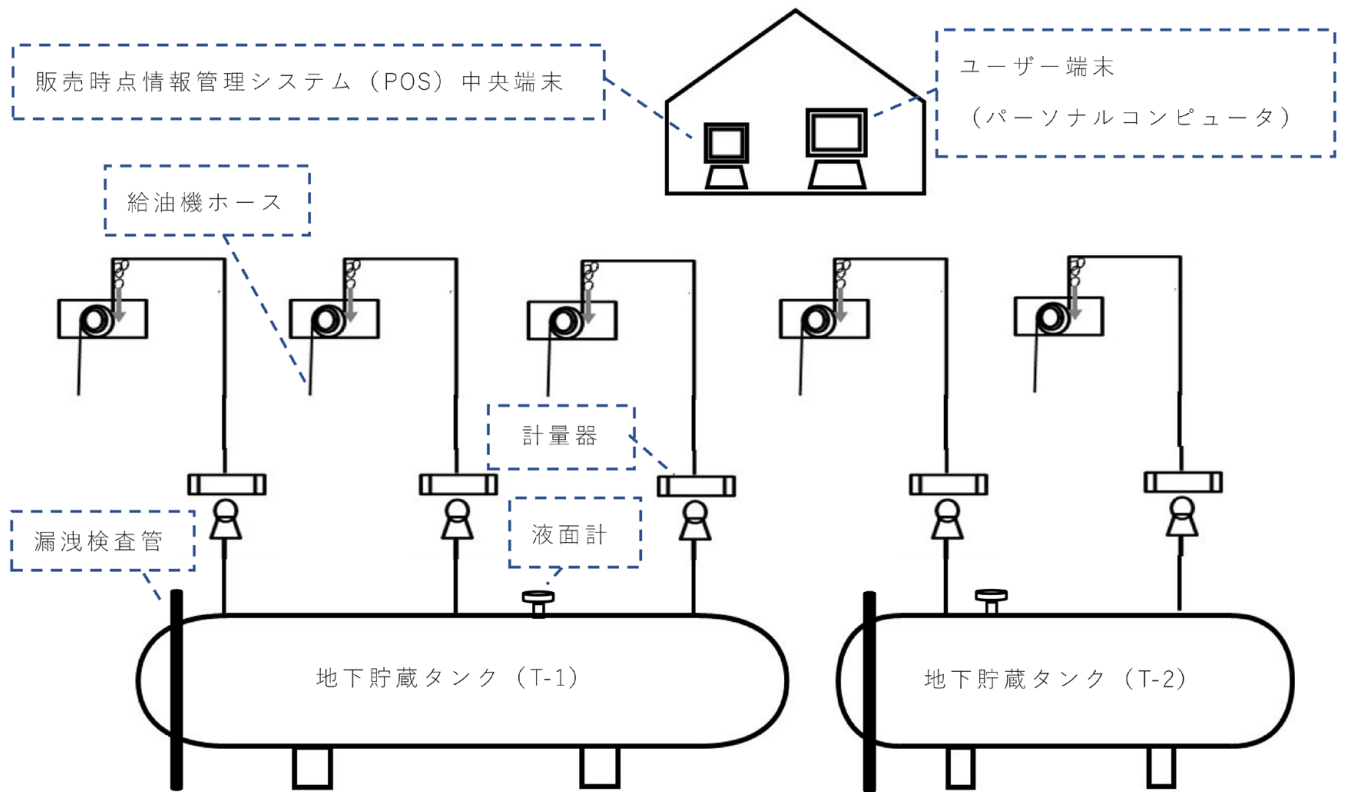 販売時点情報管理システム（POS）中央端末
ユーザー端末
（パーソナルコンピュータ）
給油機ホース
計量器
液面計
漏洩検査管
地下貯蔵タンク（T-1）
地下貯蔵タンク（T-2）